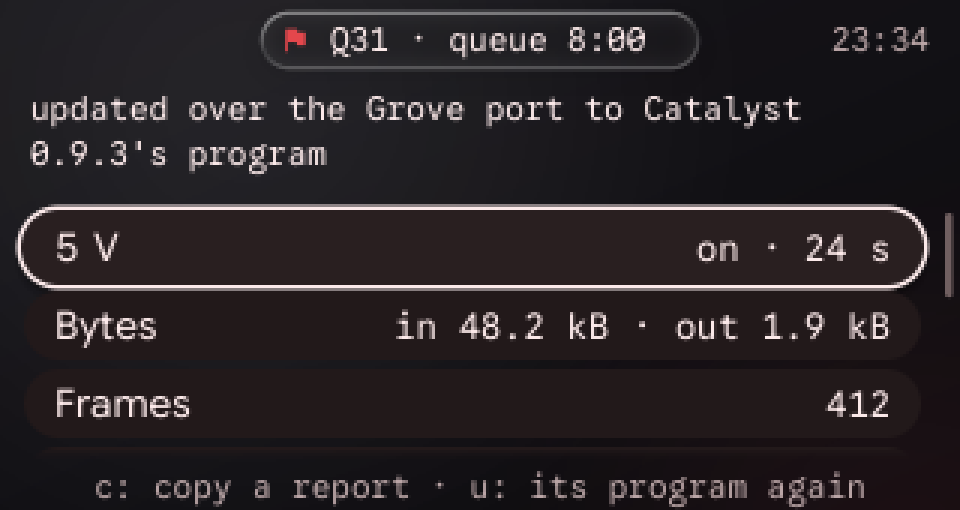 Q31 · queue 8:00
23:34
updated over the Grove port to Catalyst
0.9.3's program
5 V on · 24 s
Bytes in 48.2 kB · out 1.9 kB
Frames 412
c: copy a report · u: its program again